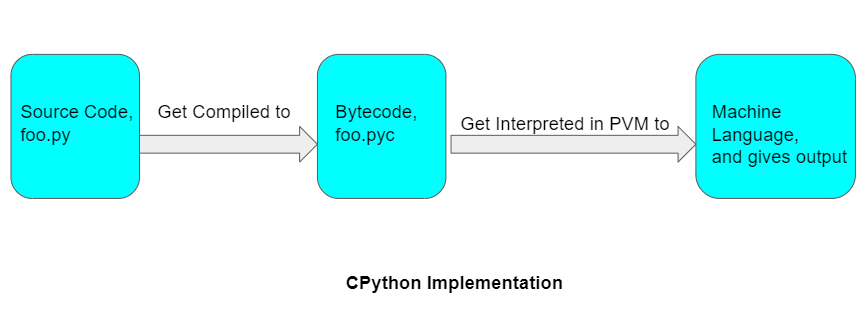 Source Code,
foo.py
Get Compiled to
Bytecode,
foo.pyc
Get Interpreted in PVM to
Machine
Language,
and gives output
CPython Implementation